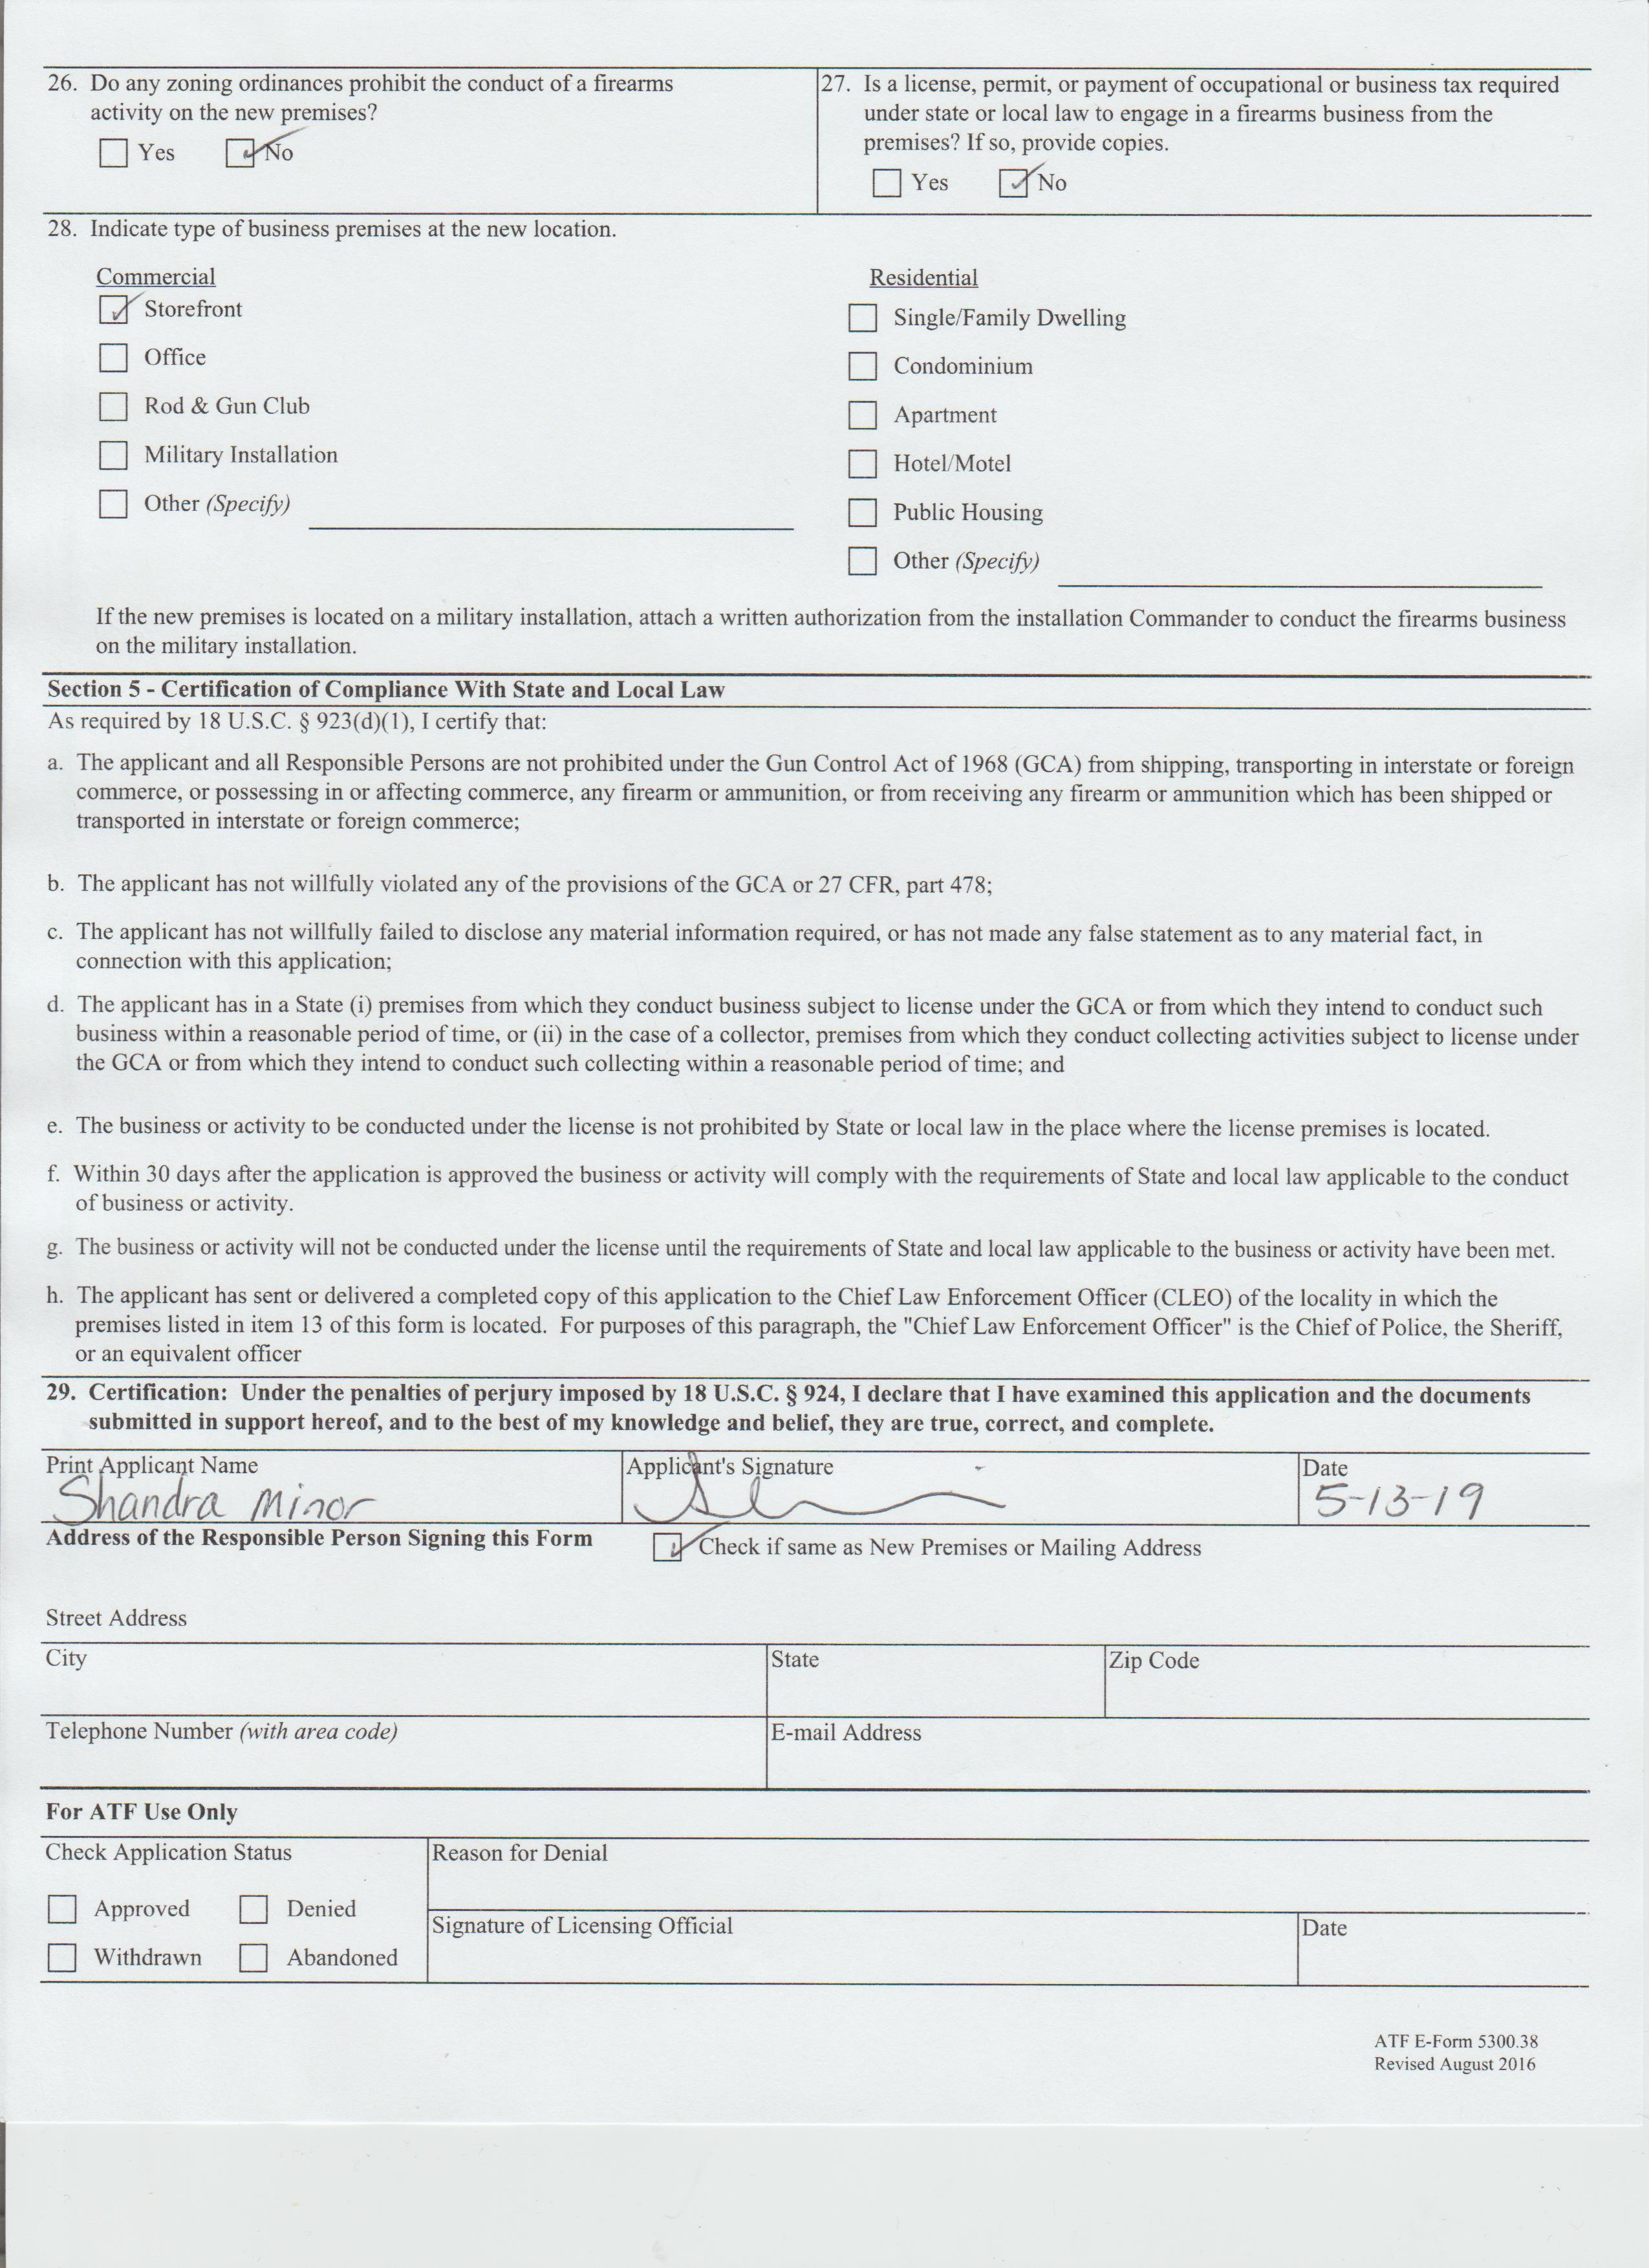 26. Do any zoning ordinances prohibit the conduct of a firearms
activity on the new premises?
Yes No
27. Is a license, permit, or payment of occupational or business tax required
under state or local law to engage in a firearms business from the
premises? If so, provide copies.
Yes No
28. Indicate type of business premises at the new location.
Commercial
Storefront
Office
Rod & Gun Club
Military Installation
Other (Specify)
Residential
Single/Family Dwelling
Condominium
Apartment
Hotel/Motel
Public Housing
Other (Specify)
If the new premises is located on a military installation, attach a written authorization from the installation Commander to conduct the firearms business
on the military installation.
Section 5 - Certification of Compliance With State and Local Law
As required by 18 U.S.C. § 923(d)(1), I certify that:
a. The applicant and all Responsible Persons are not prohibited under the Gun Control Act of 1968 (GCA) from shipping, transporting in interstate or foreign
commerce, or possessing in or affecting commerce, any firearm or ammunition, or from receiving any firearm or ammunition which has been shipped or
transported in interstate or foreign commerce;
b. The applicant has not willfully violated any of the provisions of the GCA or 27 CFR, part 478;
c. The applicant has not willfully failed to disclose any material information required, or has not made any false statement as to any material fact, in
connection with this application;
d. The applicant has in a State (i) premises from which they conduct business subject to license under the GCA or from which they intend to conduct such
business within a reasonable period of time, or (ii) in the case of a collector, premises from which they conduct collecting activities subject to license under
the GCA or from which they intend to conduct such collecting within a reasonable period of time; and
e. The business or activity to be conducted under the license is not prohibited by State or local law in the place where the license premises is located.
f. Within 30 days after the application is approved the business or activity will comply with the requirements of State and local law applicable to the conduct
of business or activity.
g. The business or activity will not be conducted under the license until the requirements of State and local law applicable to the business or activity have been met.
h. The applicant has sent or delivered a completed copy of this application to the Chief Law Enforcement Officer (CLEO) of the locality in which the
premises listed in item 13 of this form is located. For purposes of this paragraph, the "Chief Law Enforcement Officer" is the Chief of Police, the Sheriff,
or an equivalent officer
29. Certification: Under the penalties of perjury imposed by 18 U.S.C. § 924, I declare that I have examined this application and the documents
submitted in support hereof, and to the best of my knowledge and belief, they are true, correct, and complete.
Print Applicant Name
Shandra Minor
Applicant's Signature
Date
5-13-19
Address of the Responsible Person Signing this Form
Check if same as New Premises or Mailing Address
Street Address
City
State
Zip Code
Telephone Number (with area code)
E-mail Address
For ATF Use Only
Check Application Status
Approved Denied
Withdrawn Abandoned
Reason for Denial
Signature of Licensing Official
Date
ATF E-Form 5300.38
Revised August 2016